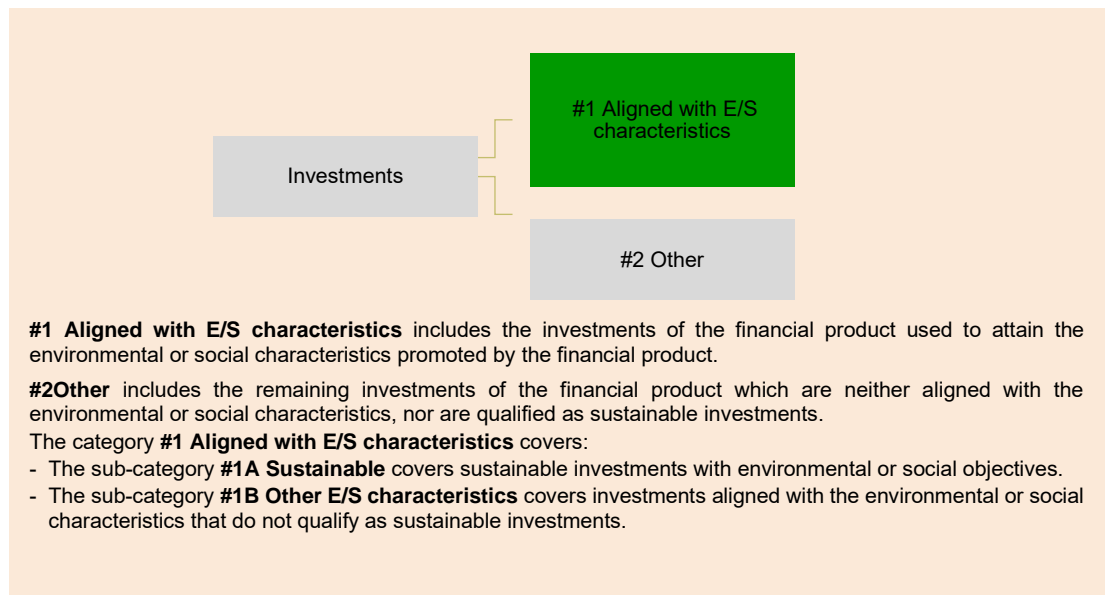 #1 Aligned with E/S
characteristics
Investments
#2 Other
#1 Aligned with E/S characteristics includes the investments of the financial product used to attain the
environmental or social characteristics promoted by the financial product.
#2Other includes the remaining investments of the financial product which are neither aligned with the
environmental or social characteristics, nor are qualified as sustainable investments.
The category #1 Aligned with E/S characteristics covers:
- The sub-category #1A Sustainable covers sustainable investments with environmental or social objectives.
- The sub-category #1B Other E/S characteristics covers investments aligned with the environmental or social
characteristics that do not qualify as sustainable investments.